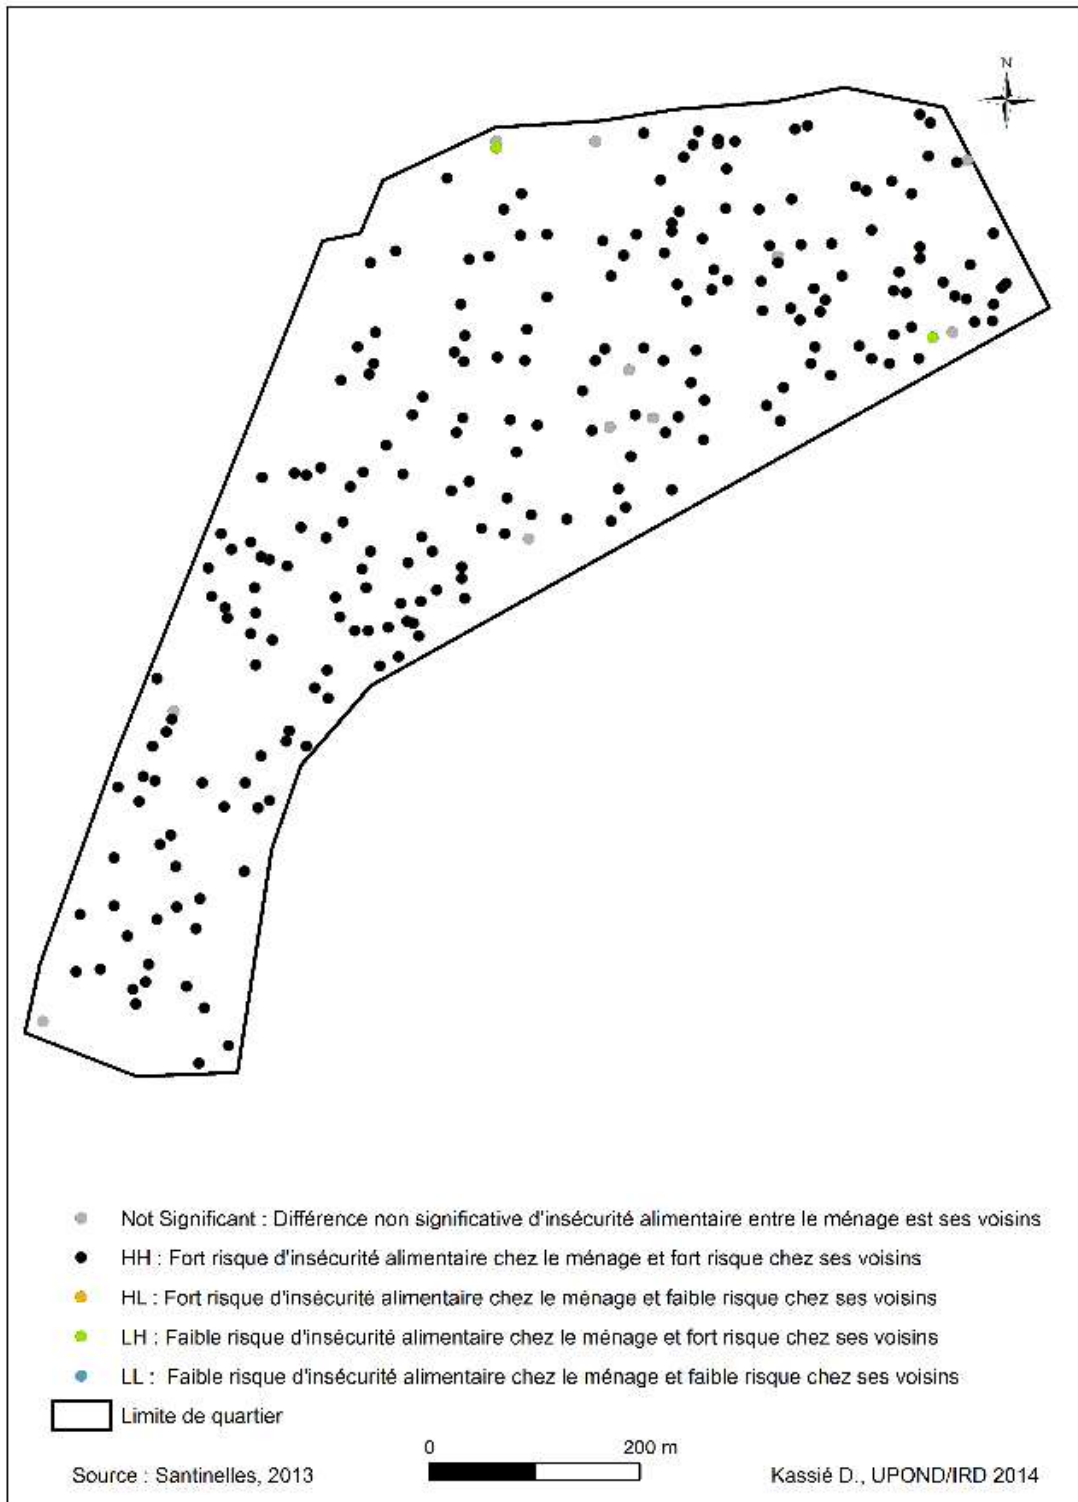 N
Not Significant : Différence non significative d'insécurité alimentaire entre le ménage est ses voisins
HH : Fort risque d'insécurité alimentaire chez le ménage et fort risque chez ses voisins
HL : Fort risque d'insécurité alimentaire chez le ménage et faible risque chez ses voisins
LH : Faible risque d'insécurité alimentaire chez le ménage et fort risque chez ses voisins
LL : Faible risque d'insécurité alimentaire chez le ménage et faible risque chez ses voisins
Limite de quartier
0 200 m
Source : Santinelles, 2013 Kassié D., UPOND/IRD 2014